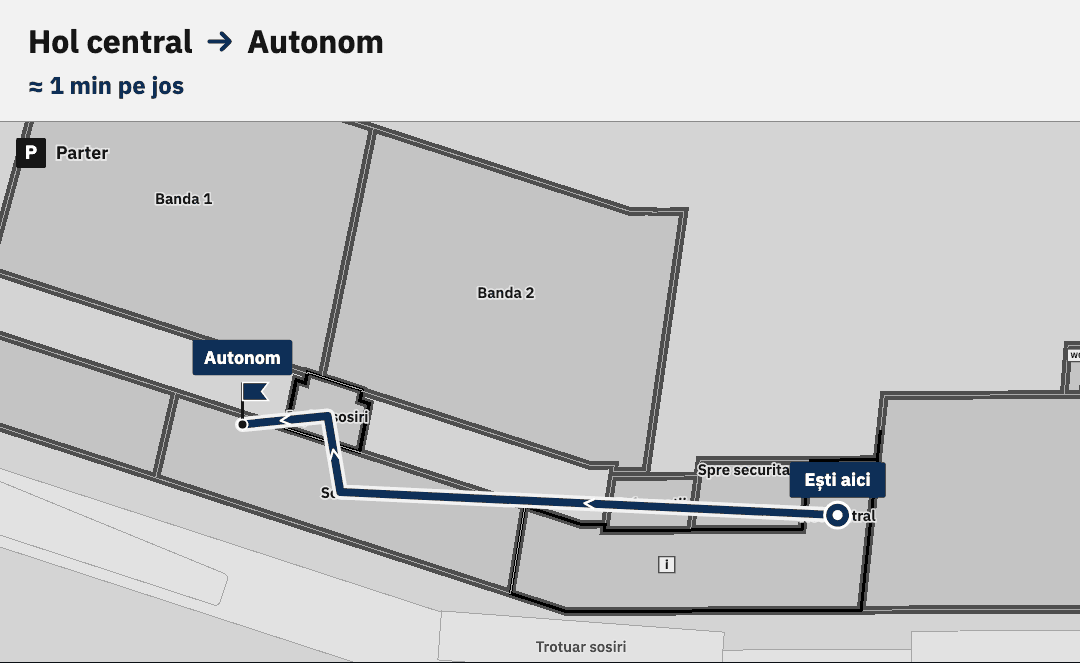 Hol central → Autonom
≈ 1 min pe jos
P Parter
Banda 1
Banda 2
Autonom
sosiri
Spre securita
Ești aici
tral
i
Trotuar sosiri